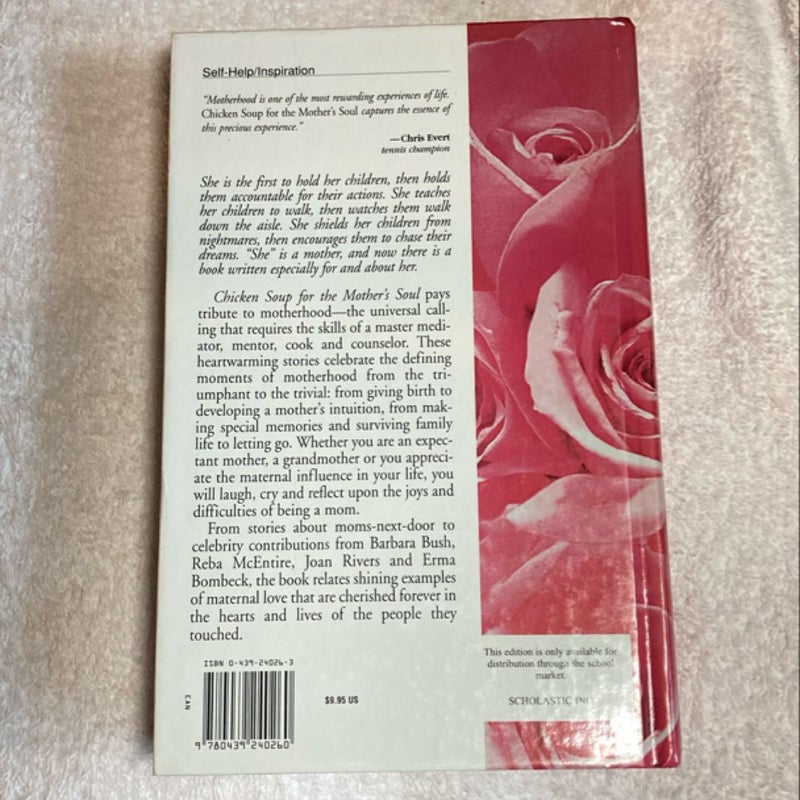 Self-Help/Inspiration
"Motherhood is one of the most rewarding experiences of life.
Chicken Soup for the Mother's Soul captures the essence of
this precious experience."
—Chris Evert
tennis champion
She is the first to hold her children, then holds
them accountable for their actions. She teaches
her children to walk, then watches them walk
down the aisle. She shields her children from
nightmares, then encourages them to chase their
dreams. "She" is a mother, and now there is a
book written especially for and about her.
Chicken Soup for the Mother's Soul pays
tribute to motherhood—the universal call-
ing that requires the skills of a master medi-
ator, mentor, cook and counselor. These
heartwarming stories celebrate the defining
moments of motherhood from the tri-
umphant to the trivial: from giving birth to
developing a mother's intuition, from mak-
ing special memories and surviving family
life to letting go. Whether you are an expec-
tant mother, a grandmother or you appreci-
ate the maternal influence in your life, you
will laugh, cry and reflect upon the joys and
difficulties of being a mom.
From stories about moms-next-door to
celebrity contributions from Barbara Bush,
Reba McEntire, Joan Rivers and Erma
Bombeck, the book relates shining examples
of maternal love that are cherished forever in
the hearts and lives of the people they
touched.
ISBN 0-439-24026-3
EAN
9 780439 240260
$9.95 US
This edition is only available for
distribution through the school
market.
SCHOLASTIC INC.